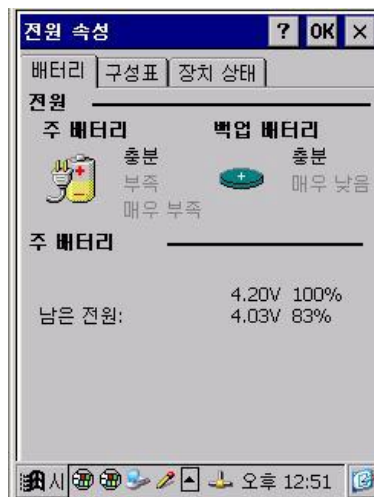 전원 속성 ? OK ×
배터리 구성표 장치 상태
전원
주 배터리 백업 배터리
충분 충분
부족 매우 낮음
매우 부족
주 배터리
4.20V 100%
남은 전원: 4.03V 83%
시 오후 12:51